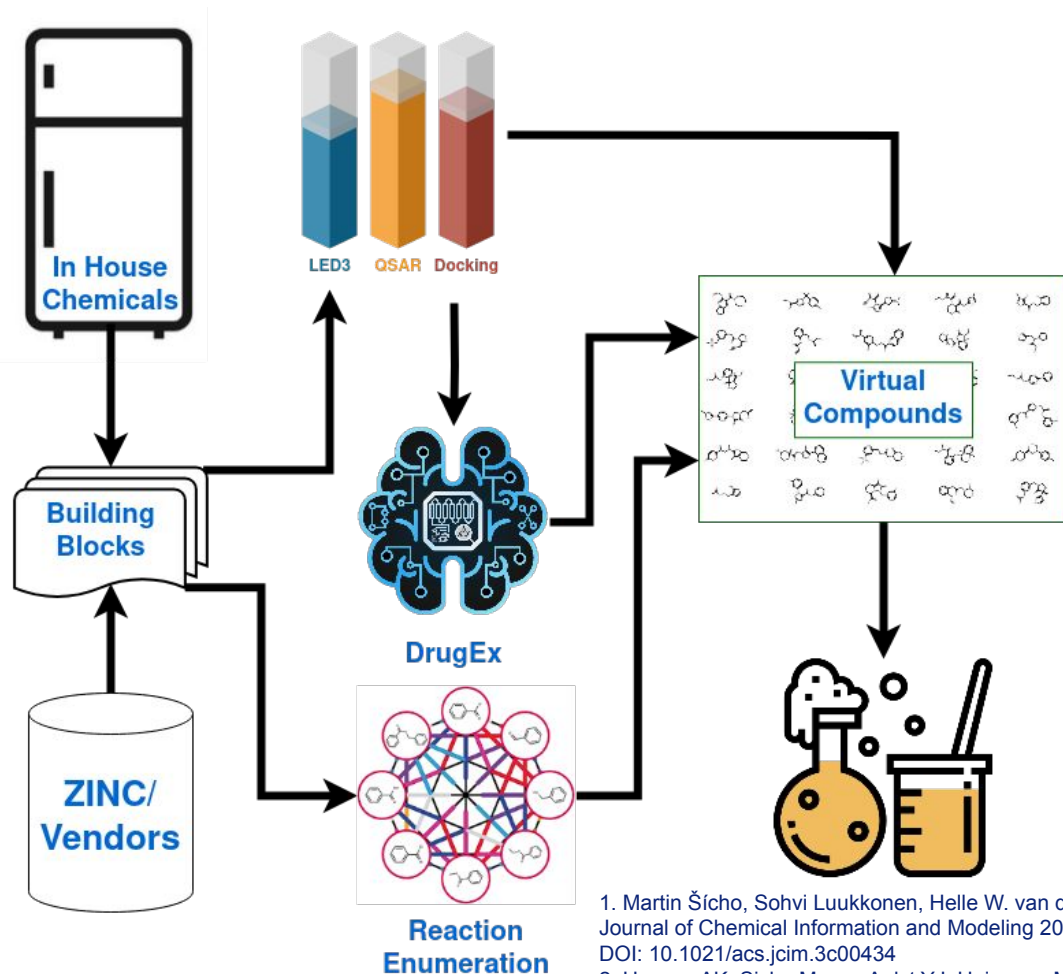 In House
Chemicals
LED3 QSAR Docking
Virtual
Compounds
Building
Blocks
DrugEx
ZINC/
Vendors
Reaction
Enumeration
1. Martin Šícho, Sohvi Luukkonen, Helle W. van
Journal of Chemical Information and Modeling
DOI: 10.1021/acs.jcim.3c00434